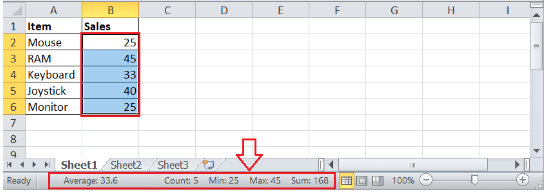 A B C D E F G H I
1 Item Sales
2 Mouse 25
3 RAM 45
4 Keyboard 33
5 Joystick 40
6 Monitor 25
7
8
9
Sheet1 Sheet2 Sheet3
Ready Average: 33.6 Count: 5 Min: 25 Max: 45 Sum: 168 100%